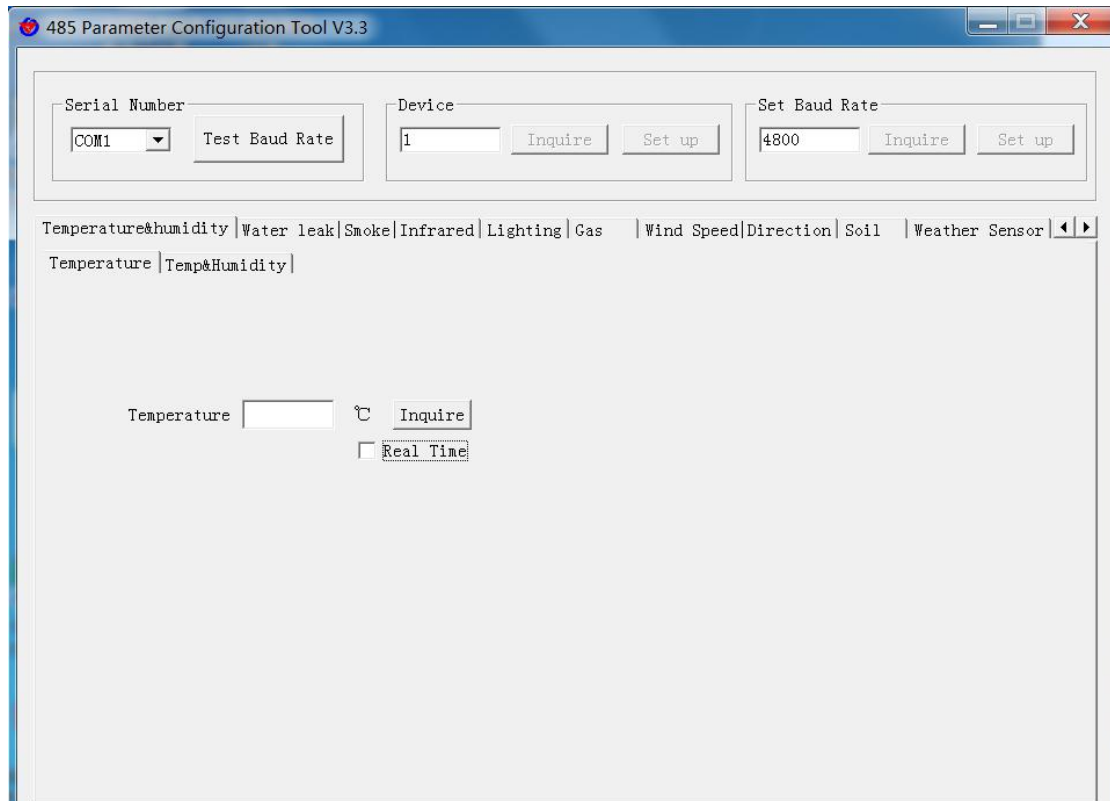 485 Parameter Configuration Tool V3.3
Serial Number Device Set Baud Rate
COM1 Test Baud Rate 1 Inquire Set up 4800 Inquire Set up
Temperature&humidity Water leak Smoke Infrared Lighting Gas Wind Speed Direction Soil Weather Sensor
Temperature Temp&Humidity
Temperature ℃ Inquire
Real Time